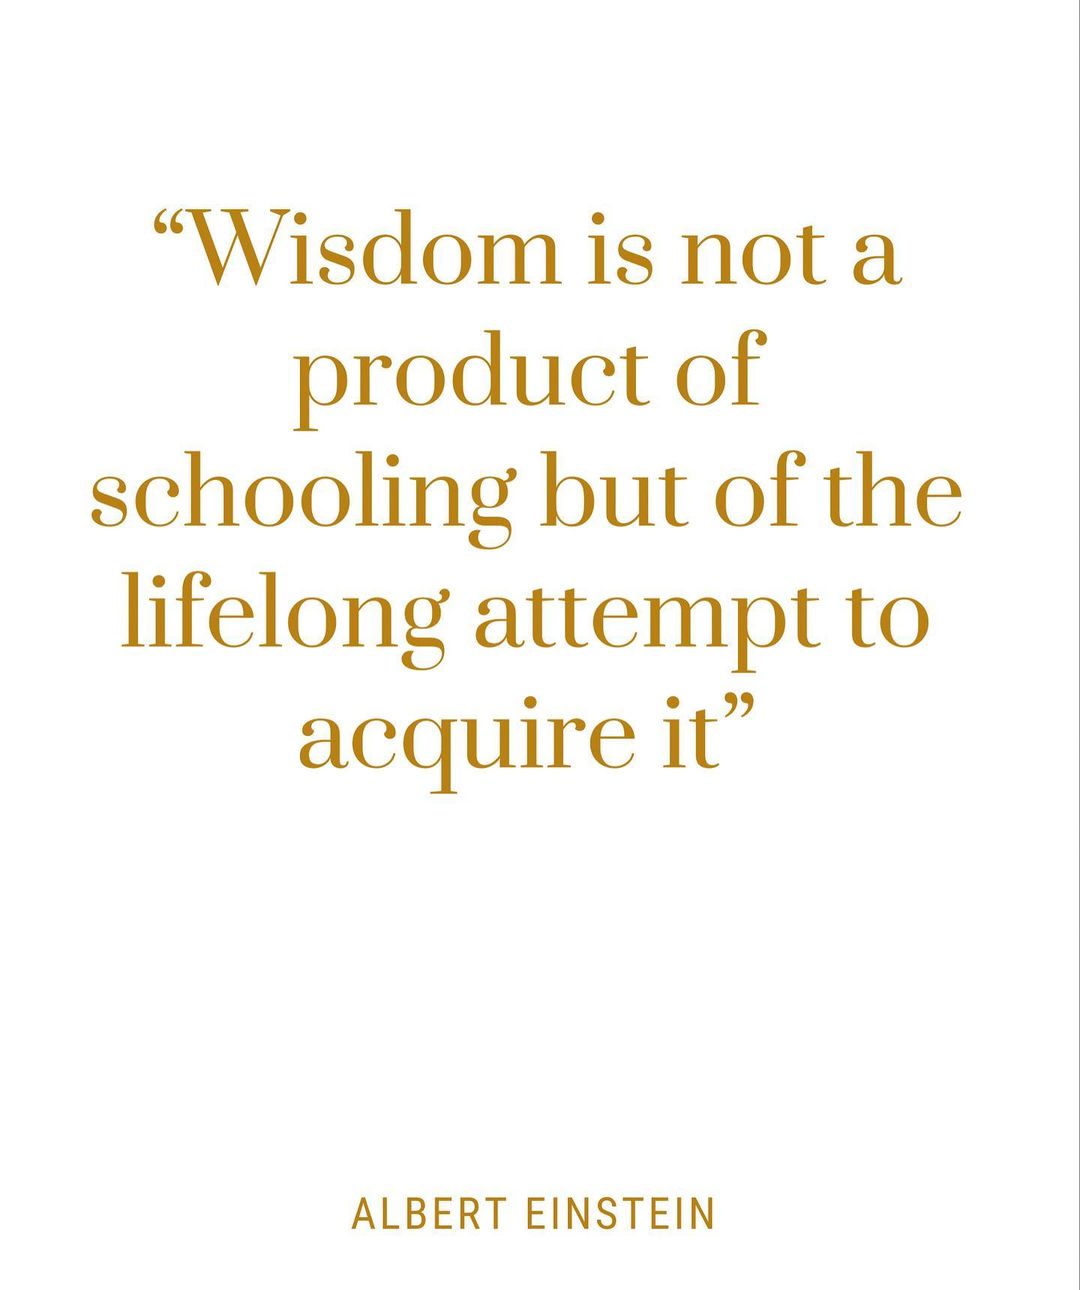 “Wisdom is not a
product of
schooling but of the
lifelong attempt to
acquire it”
ALBERT EINSTEIN